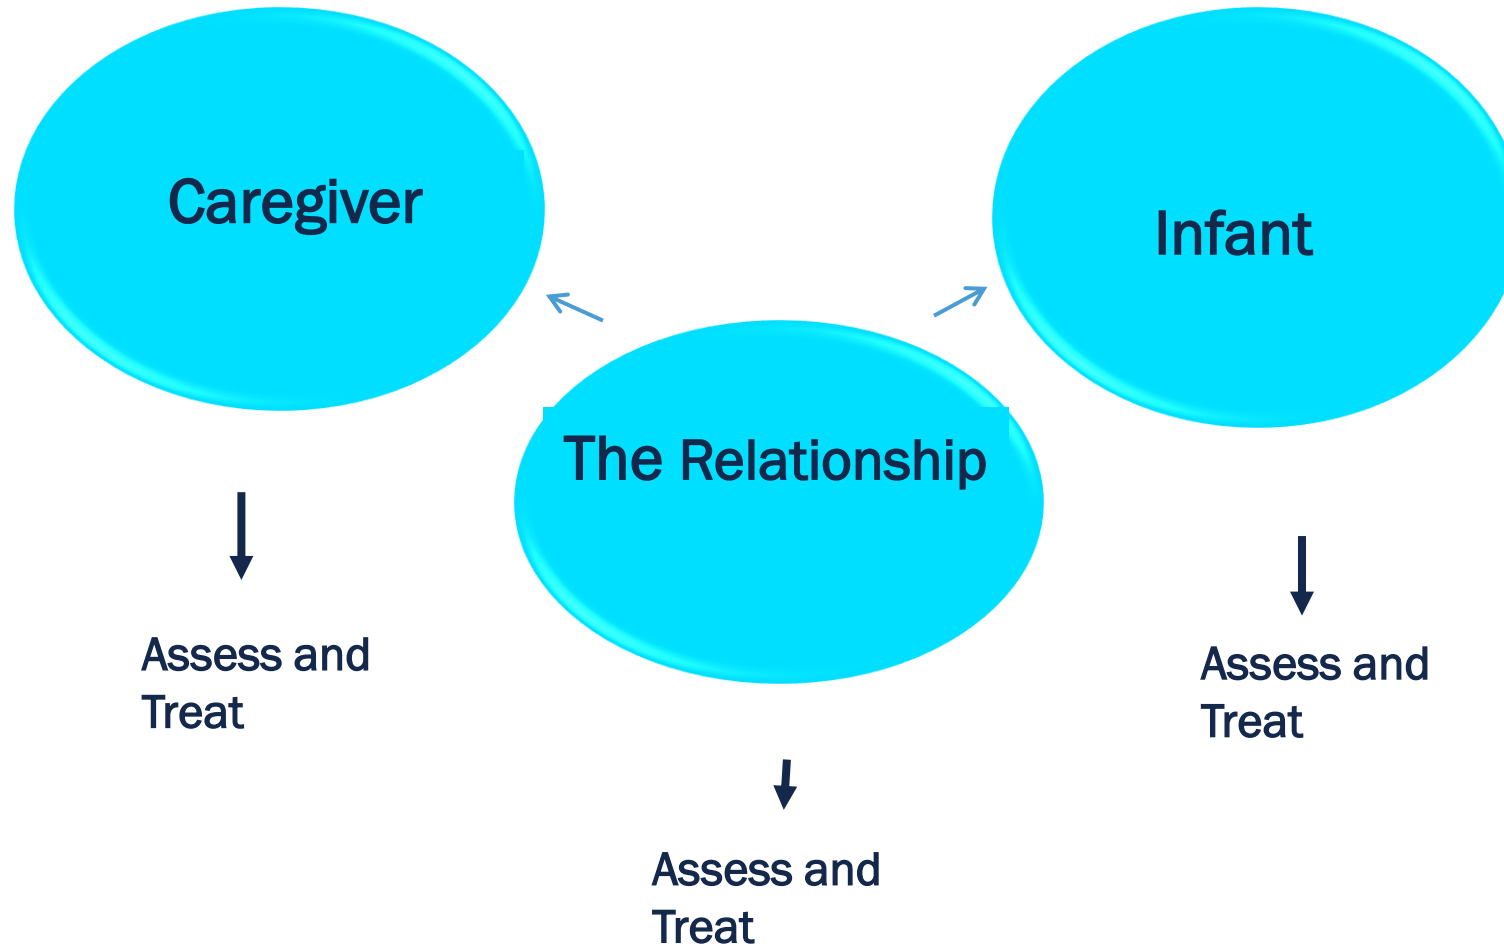 Caregiver
Infant
The Relationship
Assess and
Treat
Assess and
Treat
Assess and
Treat